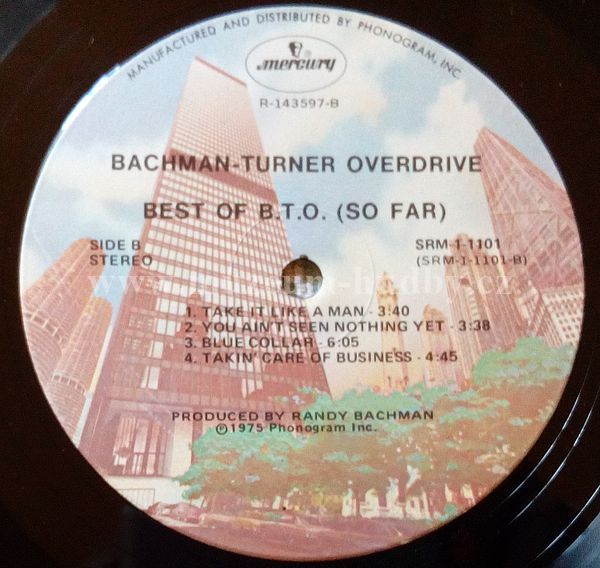 MANUFACTURED AND DISTRIBUTED BY PHONOGRAM, INC.
mercury
R-143597-B
BACHMAN-TURNER OVERDRIVE
BEST OF B.T.O. (SO FAR)
SIDE B
STEREO
SRM-1-1101
(SRM-1-1101-B)
1. TAKE IT LIKE A MAN - 3:40
2. YOU AIN'T SEEN NOTHING YET - 3:38
3. BLUE COLLAR - 6:05
4. TAKIN' CARE OF BUSINESS - 4:45
PRODUCED BY RANDY BACHMAN
℗1975 Phonogram Inc.